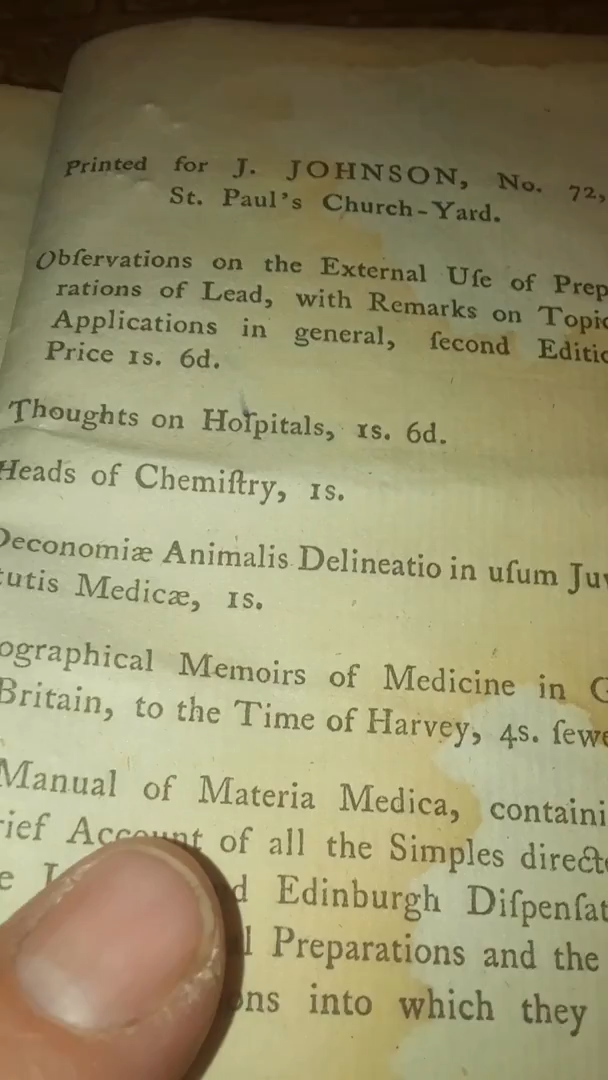 Printed for J. JOHNSON, No. 72,
St. Paul's Church-Yard.
Obſervations on the External Uſe of Prep
rations of Lead, with Remarks on Topic
Applications in general, ſecond Editio
Price 1s. 6d.
Thoughts on Hoſpitals, 1s. 6d.
Heads of Chemiſtry, 1s.
Oeconomiæ Animalis Delineatio in uſum Juv
tutis Medicæ, 1s.
ographical Memoirs of Medicine in G
Britain, to the Time of Harvey, 4s. ſewe
Manual of Materia Medica, containi
rief Account of all the Simples directe
e d Edinburgh Diſpenſat
l Preparations and the
ons into which they